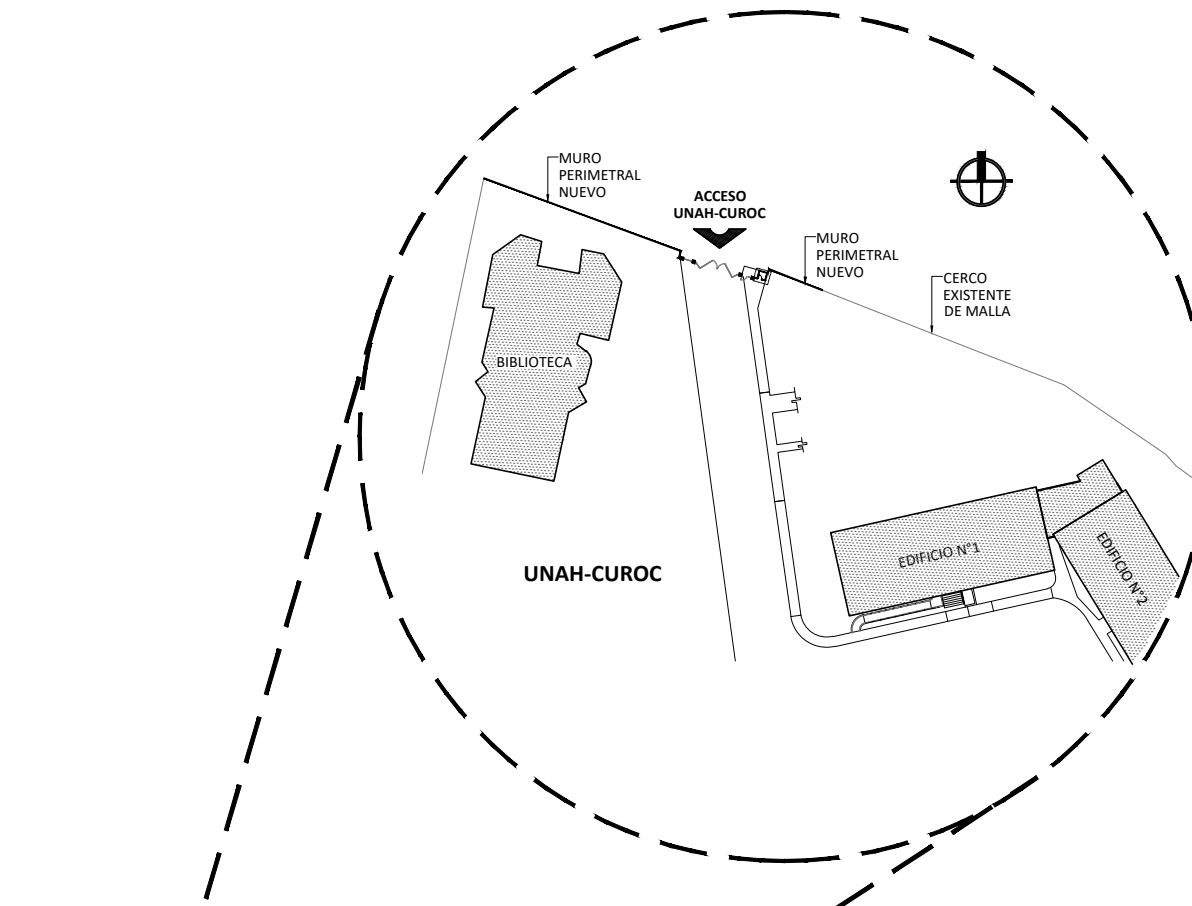 MURO
PERIMETRAL
NUEVO
ACCESO
UNAH-CUROC
MURO
PERIMETRAL
NUEVO
CERCO
EXISTENTE
DE MALLA
BIBLIOTECA
EDIFICIO N°1
EDIFICIO N°2
UNAH-CUROC